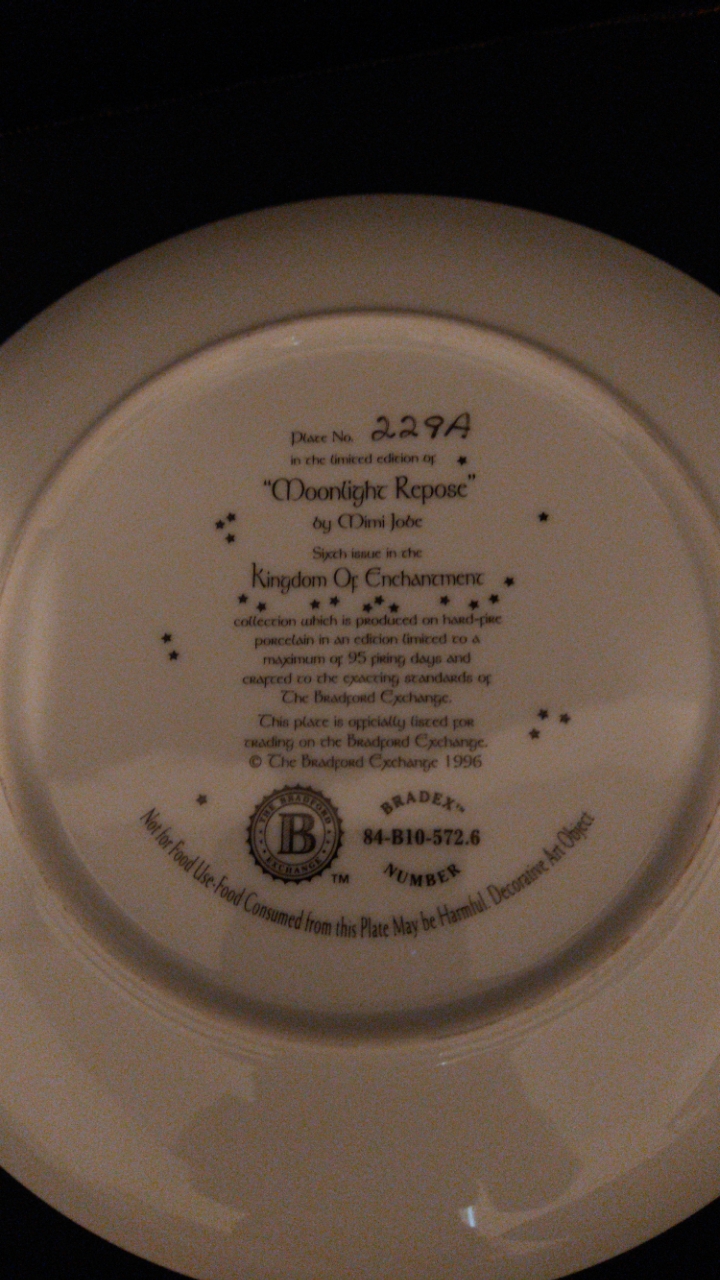 Plate No. 229A
in the limited edition of
"Moonlight Repose"
by Mimi Jobe
Sixth issue in the
Kingdom Of Enchantment
collection which is produced on hard-fire
porcelain in an edition limited to a
maximum of 95 firing days and
crafted to the exacting standards of
The Bradford Exchange.
This plate is officially listed for
trading on the Bradford Exchange.
© The Bradford Exchange 1996
THE BRADFORD
B
EXCHANGE
TM
BRADEX™
84-B10-572.6
NUMBER
Not for Food Use-Food Consumed from this Plate May be Harmful. Decorative Art Object